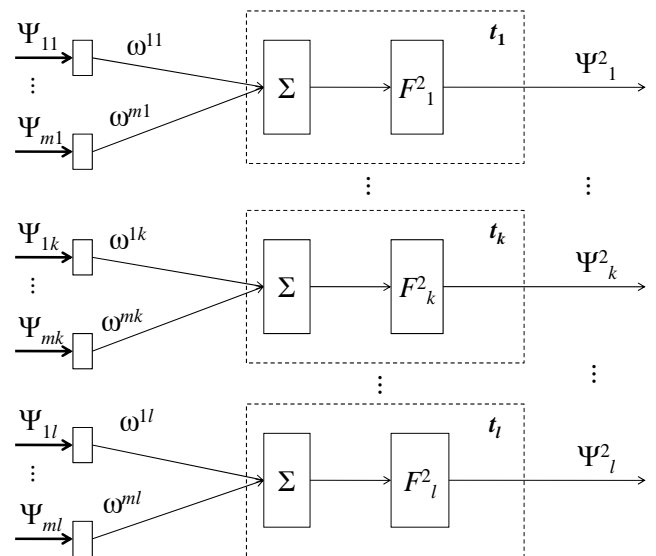 Ψ₁₁ ω¹¹ t₁
Σ F²₁ Ψ²₁
⋮
Ψₘ₁ ωᵐ¹
⋮ ⋮
Ψ₁ₖ ω¹ᵏ tₖ
Σ F²ₖ Ψ²ₖ
⋮
Ψₘₖ ωᵐᵏ
⋮ ⋮
Ψ₁ₗ ω¹ˡ tₗ
Σ F²ₗ Ψ²ₗ
⋮
Ψₘₗ ωᵐˡ